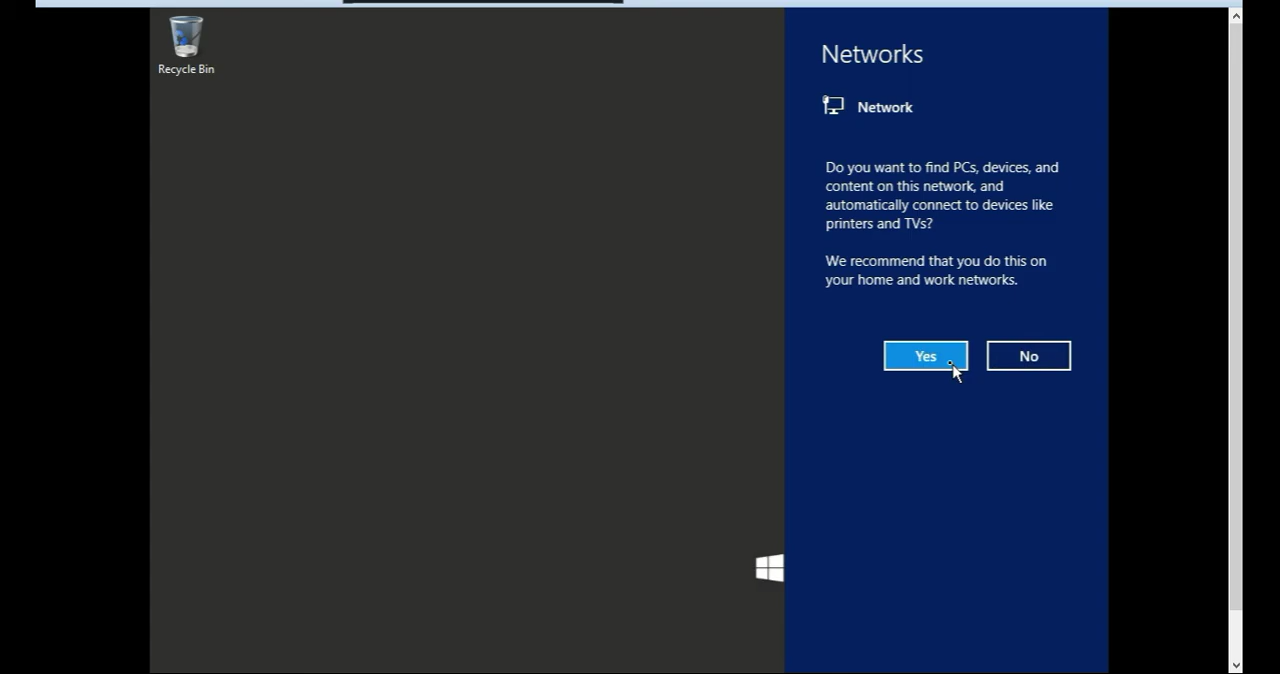 Recycle Bin
Networks
Network
Do you want to find PCs, devices, and
content on this network, and
automatically connect to devices like
printers and TVs?
We recommend that you do this on
your home and work networks.
Yes
No